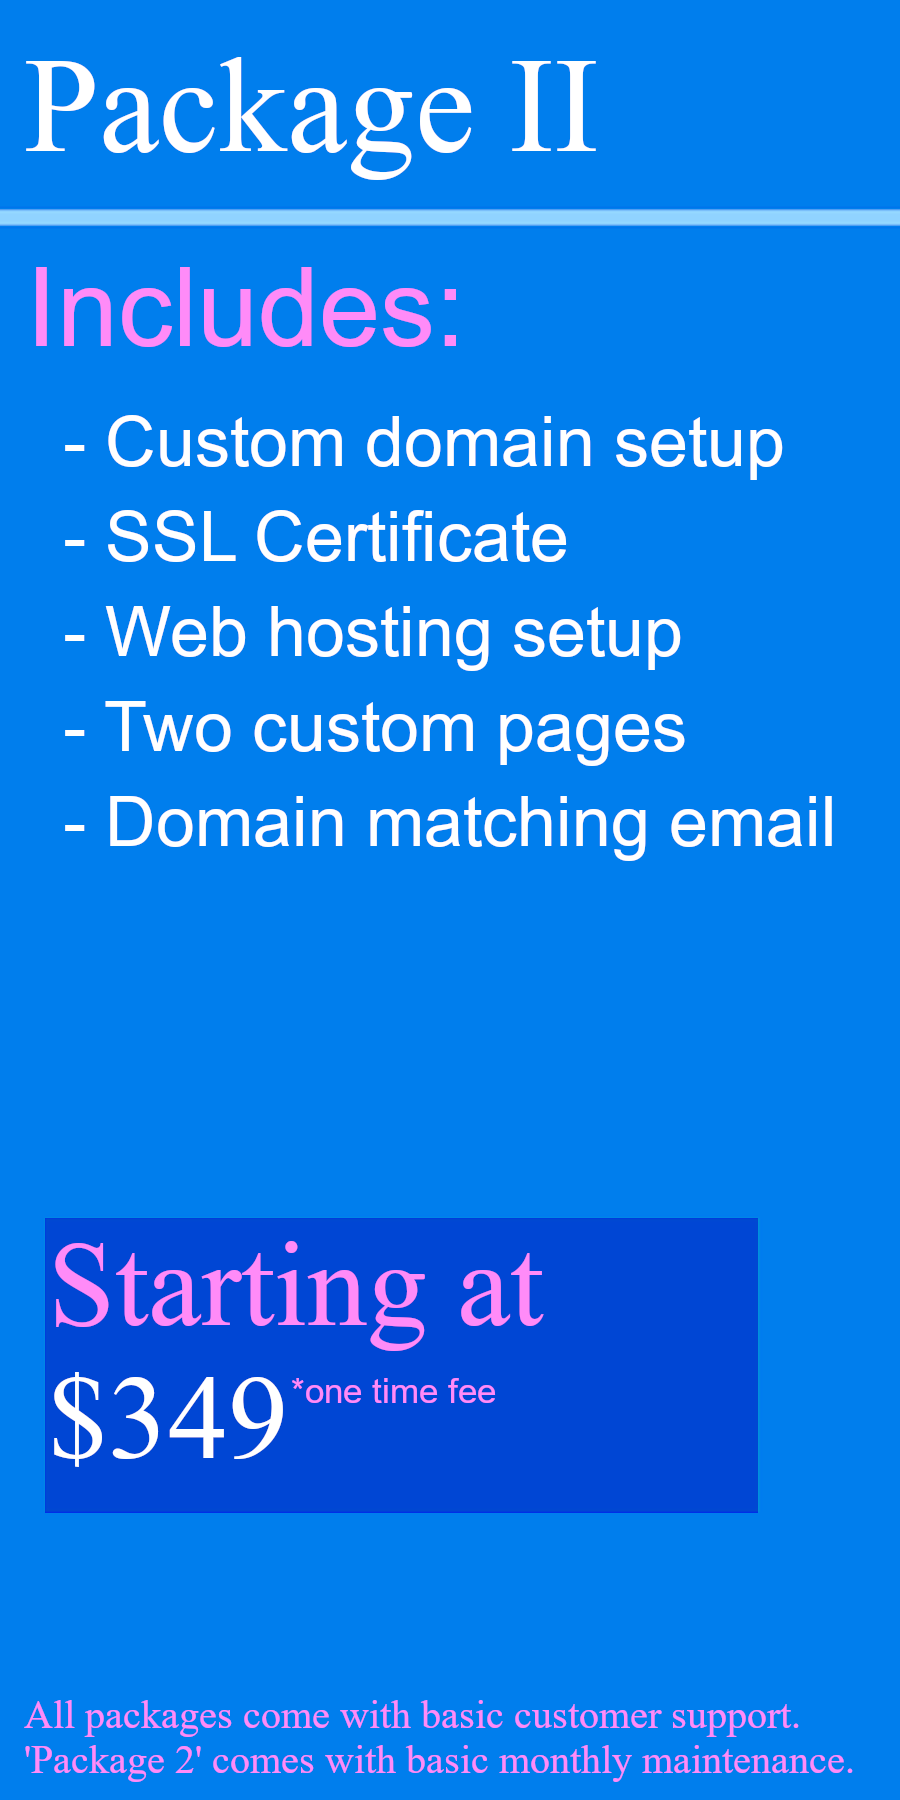 Package II
Includes:
- Custom domain setup
- SSL Certificate
- Web hosting setup
- Two custom pages
- Domain matching email
Starting at
$349 *one time fee
All packages come with basic customer support.
'Package 2' comes with basic monthly maintenance.